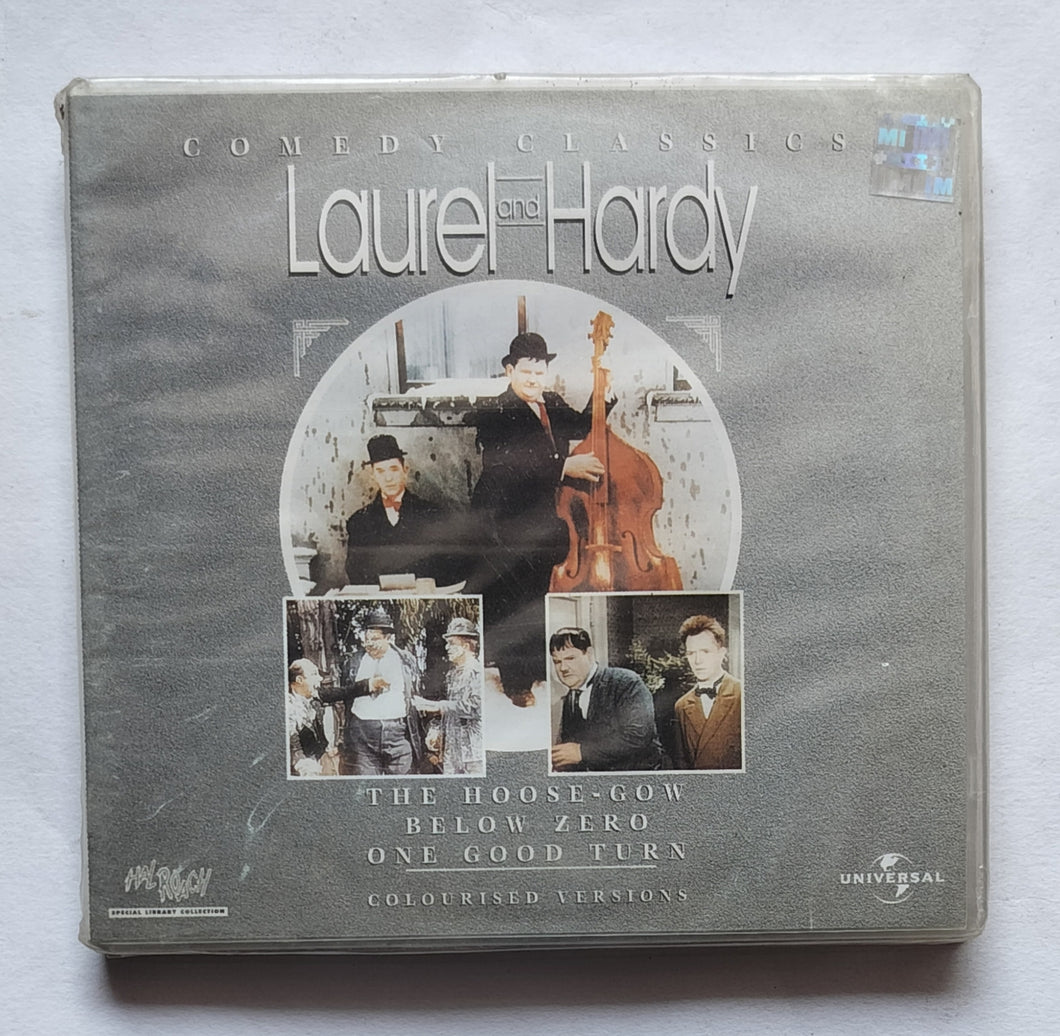 COMEDY CLASSICS
Laurel and Hardy
THE HOOSE-GOW
BELOW ZERO
ONE GOOD TURN
COLOURISED VERSIONS
HAL ROACH
SPECIAL LIBRARY COLLECTION
UNIVERSAL